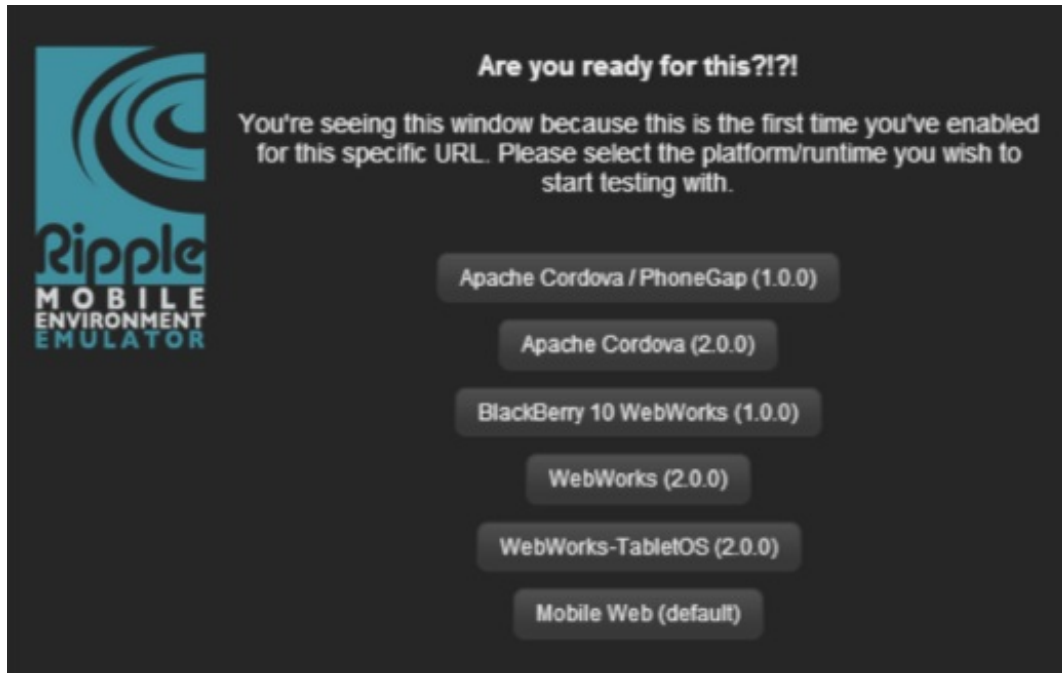 Ripple
MOBILE
ENVIRONMENT
EMULATOR
Are you ready for this?!?!
You're seeing this window because this is the first time you've enabled
for this specific URL. Please select the platform/runtime you wish to
start testing with.
Apache Cordova / PhoneGap (1.0.0)
Apache Cordova (2.0.0)
BlackBerry 10 WebWorks (1.0.0)
WebWorks (2.0.0)
WebWorks-TabletOS (2.0.0)
Mobile Web (default)